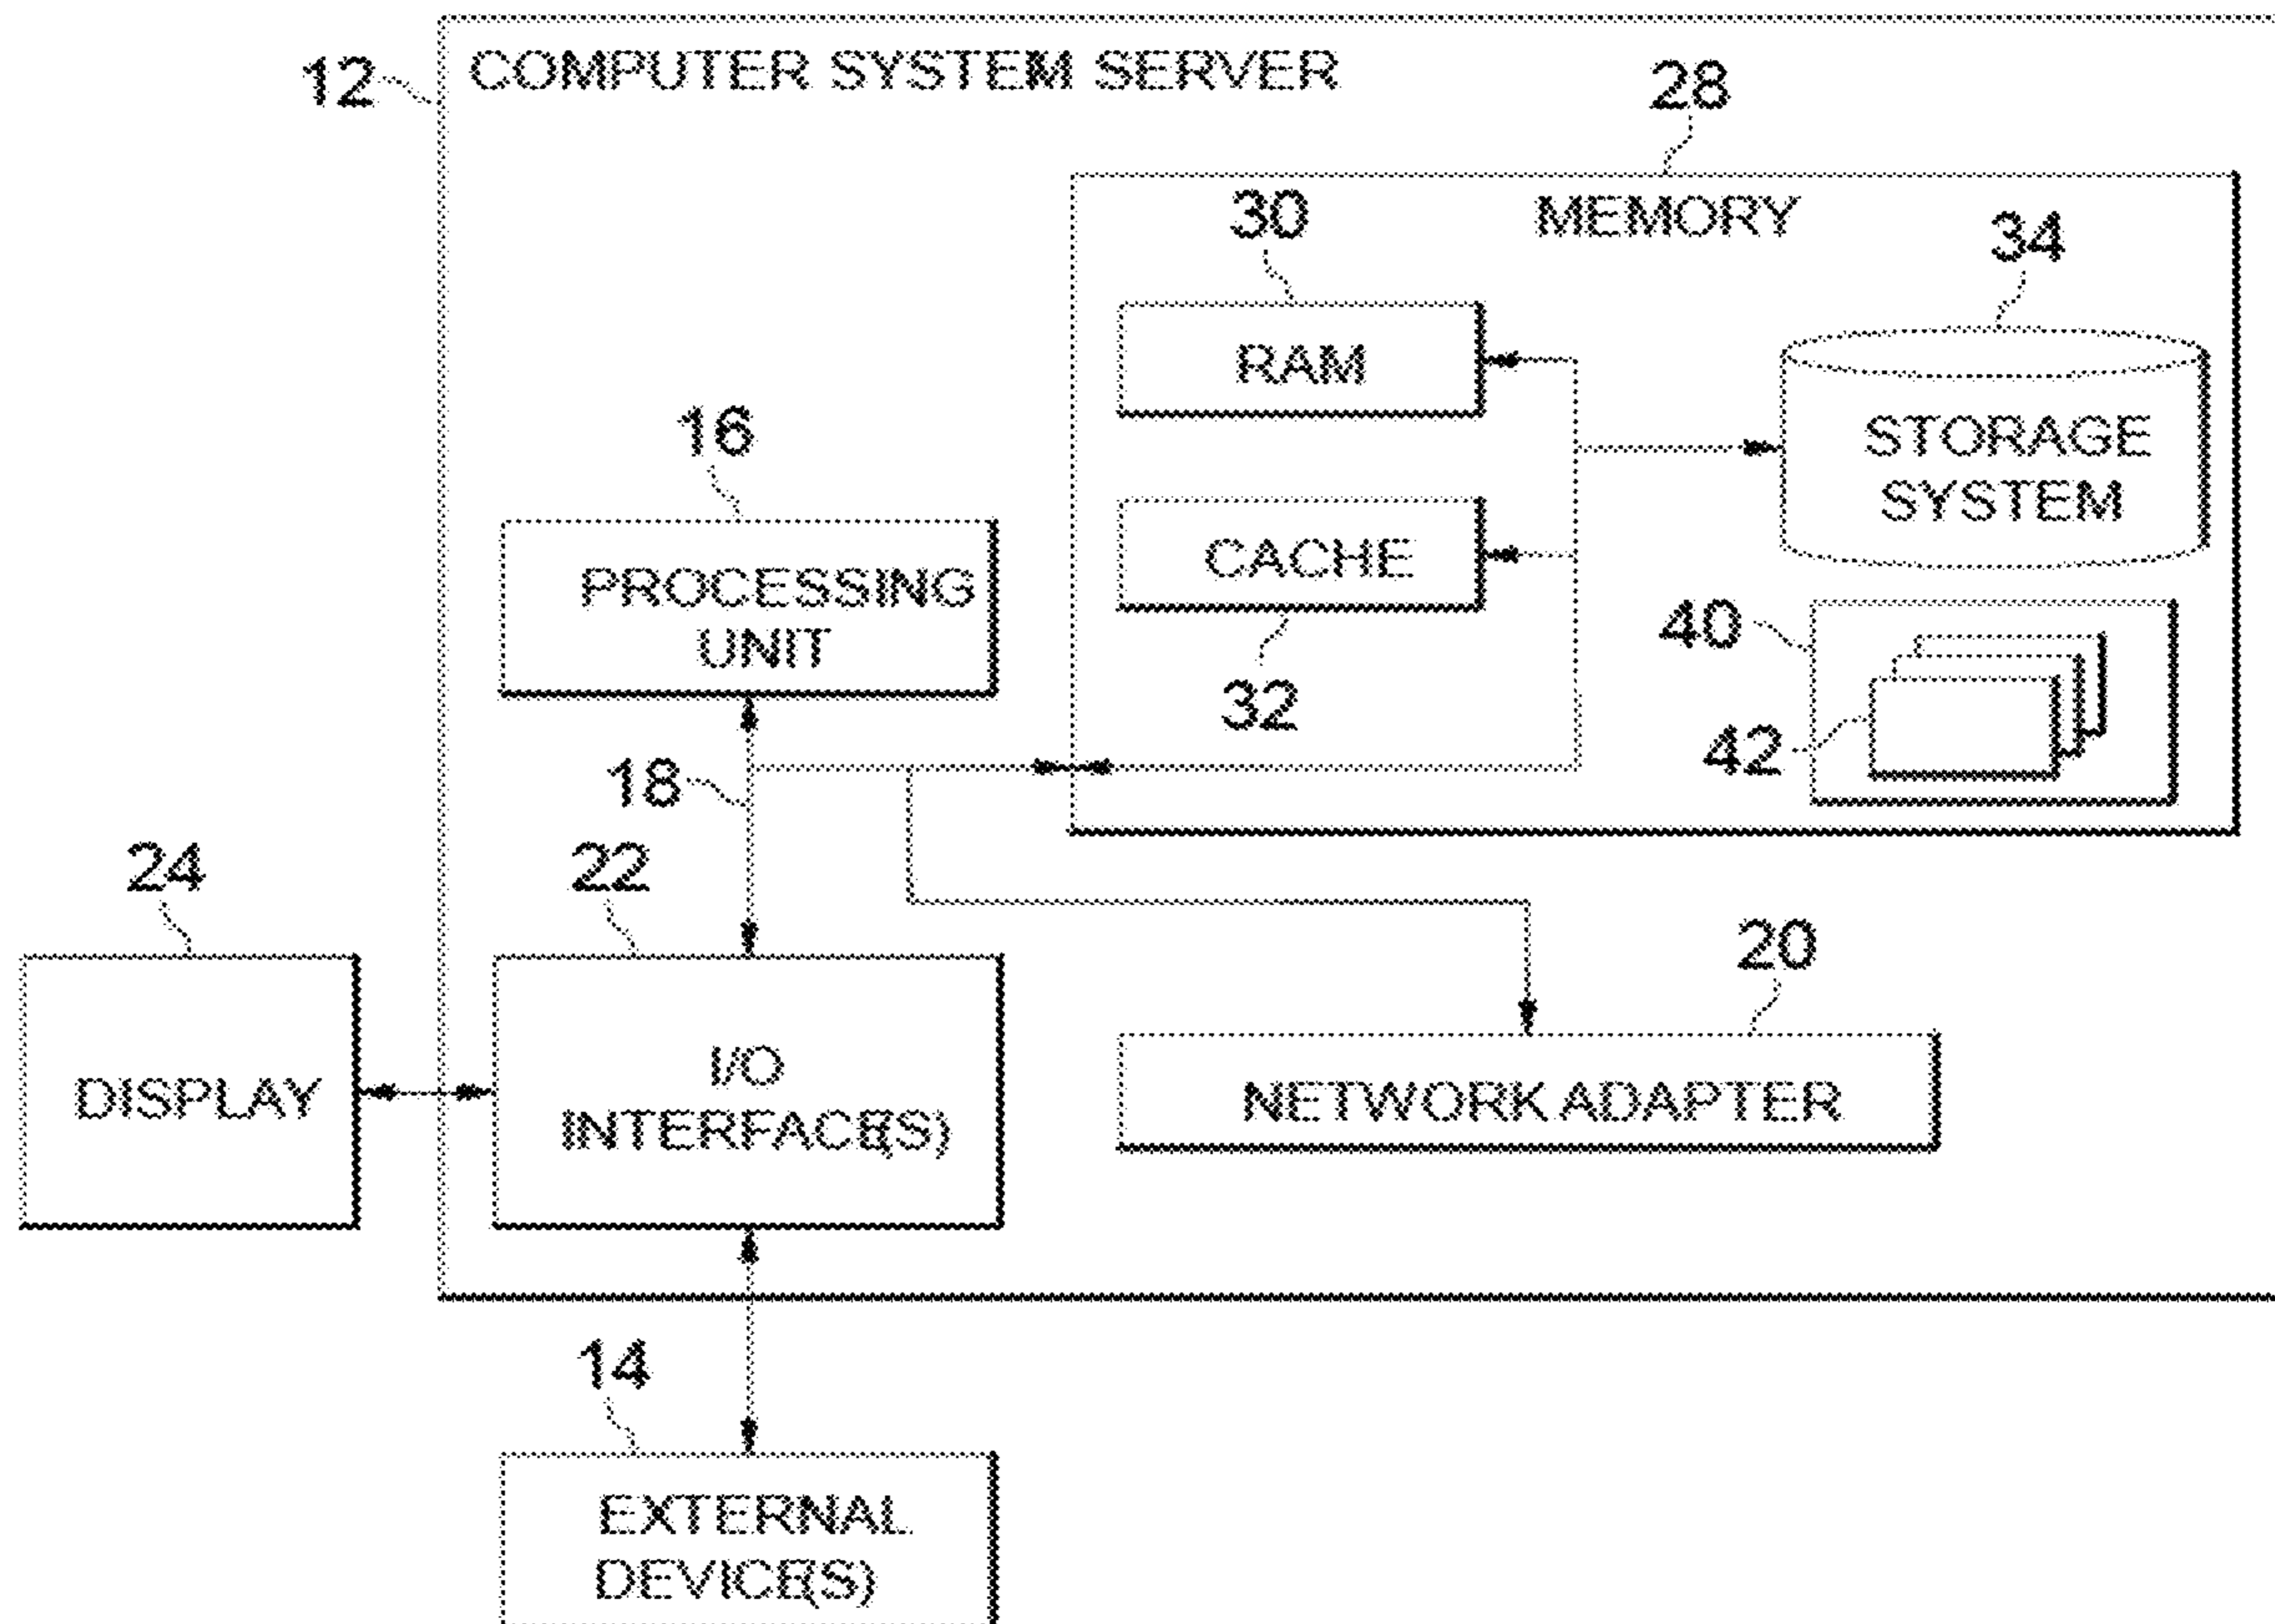 12
COMPUTER SYSTEM SERVER
28
MEMORY
30
34
RAM
16
STORAGE
SYSTEM
CACHE
PROCESSING
UNIT
40
32
42
18
24
22
20
DISPLAY
I/O
INTERFACE(S)
NETWORK ADAPTER
14
EXTERNAL
DEVICE(S)